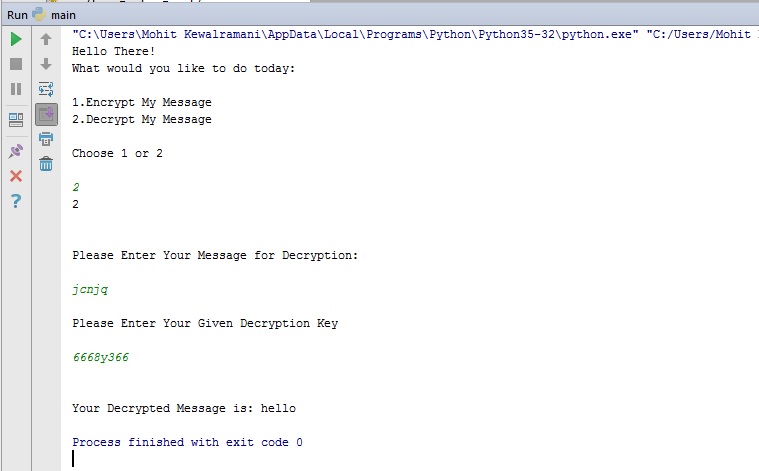 Run main
"C:\Users\Mohit Kewalramani\AppData\Local\Programs\Python\Python35-32\python.exe" "C:/Users/Mohit
Hello There!
What would you like to do today:
1.Encrypt My Message
2.Decrypt My Message
Choose 1 or 2
2
2
Please Enter Your Message for Decryption:
jcnjq
Please Enter Your Given Decryption Key
6668y366
Your Decrypted Message is: hello
Process finished with exit code 0